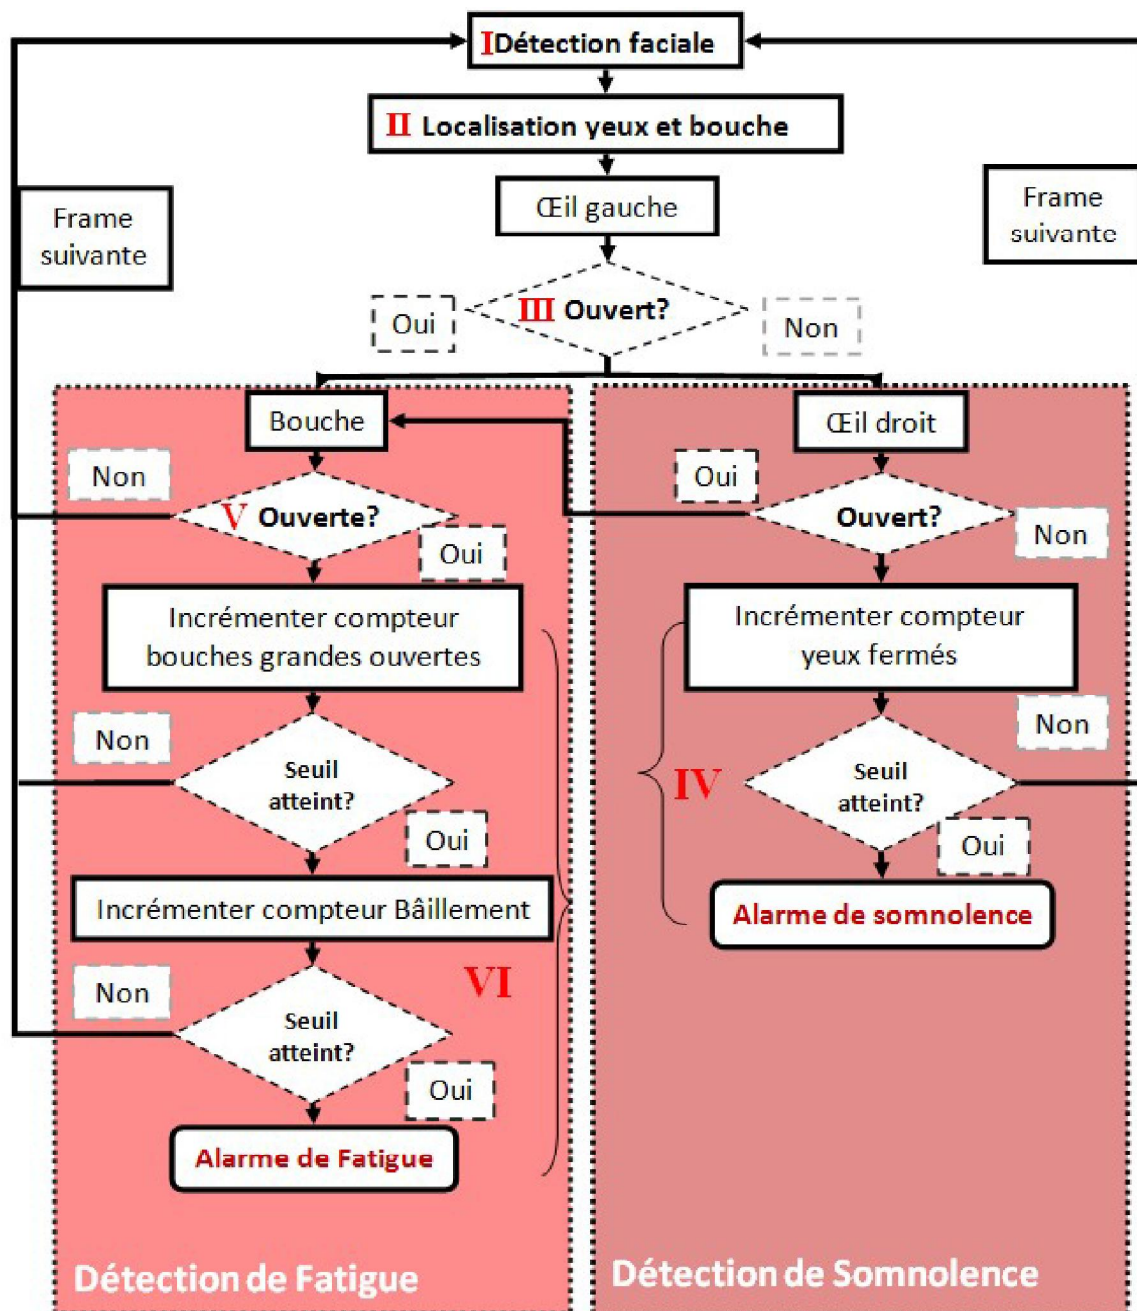 I Détection faciale
II Localisation yeux et bouche
Œil gauche
Frame
suivante
Frame
suivante
III Ouvert?
Oui
Non
Bouche
Œil droit
Non
V Ouverte?
Oui
Oui
Ouvert?
Non
Incrémenter compteur
bouches grandes ouvertes
Incrémenter compteur
yeux fermés
Non
Seuil
atteint?
Oui
IV
Non
Seuil
atteint?
Oui
Incrémenter compteur Bâillement
Alarme de somnolence
Non
VI
Seuil
atteint?
Oui
Alarme de Fatigue
Détection de Fatigue
Détection de Somnolence